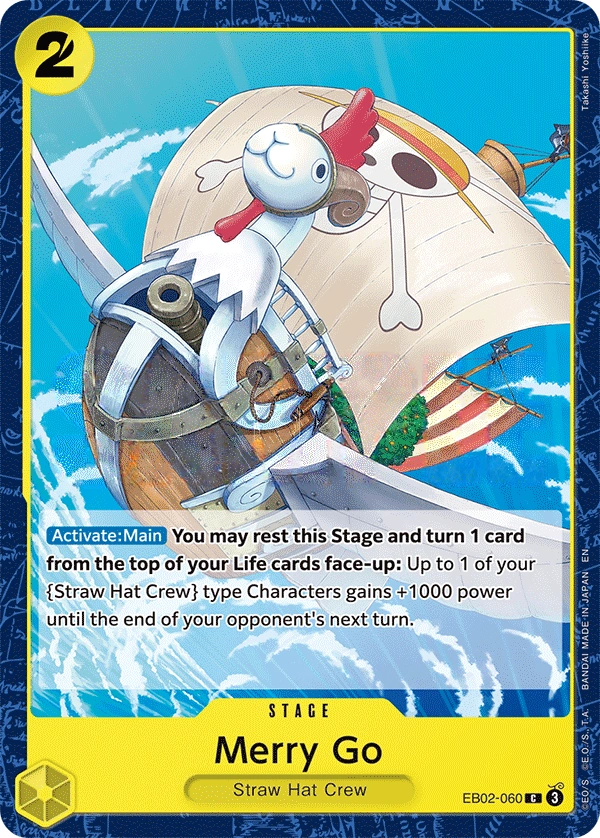 2
Takashi Yoshiike
Activate:Main You may rest this Stage and turn 1 card
from the top of your Life cards face-up: Up to 1 of your
{Straw Hat Crew} type Characters gains +1000 power
until the end of your opponent's next turn.
©E.O./S. ©E.O./S.,T.A. BANDAI MADE IN JAPAN EN
STAGE
Merry Go
Straw Hat Crew
EB02-060 C 3